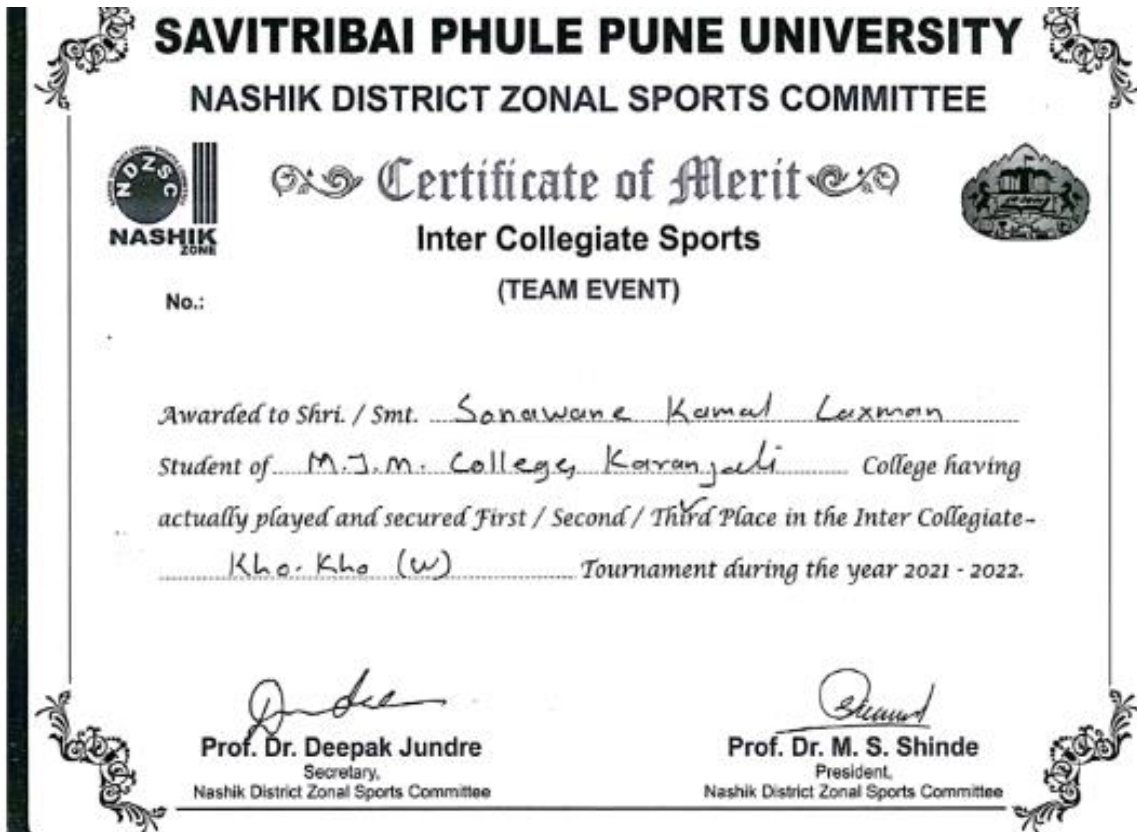 SAVITRIBAI PHULE PUNE UNIVERSITY
NASHIK DISTRICT ZONAL SPORTS COMMITTEE
NDZSC
NASHIK
ZONE
Certificate of Merit
Inter Collegiate Sports
(TEAM EVENT)
No.:
Awarded to Shri. / Smt. Sonawane Kamal Laxman
Student of M.J.M. College, Karanjali College having
actually played and secured First / Second / Third Place in the Inter Collegiate-
Kho-Kho (W) Tournament during the year 2021 - 2022.
Prof. Dr. Deepak Jundre
Secretary,
Nashik District Zonal Sports Committee
Prof. Dr. M. S. Shinde
President,
Nashik District Zonal Sports Committee